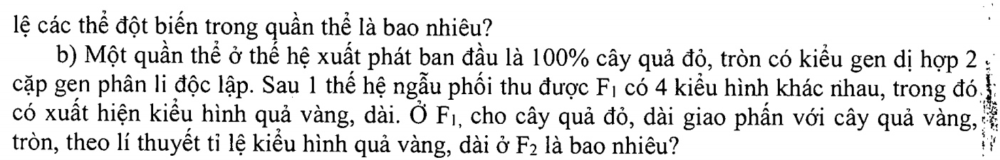 lệ các thể đột biến trong quần thể là bao nhiêu?
b) Một quần thể ở thế hệ xuất phát ban đầu là 100% cây quả đỏ, tròn có kiểu gen dị hợp 2
cặp gen phân li độc lập. Sau 1 thế hệ ngẫu phối thu được F₁ có 4 kiểu hình khác nhau, trong đó
có xuất hiện kiểu hình quả vàng, dài. Ở F₁, cho cây quả đỏ, dài giao phấn với cây quả vàng,
tròn, theo lí thuyết tỉ lệ kiểu hình quả vàng, dài ở F₂ là bao nhiêu?